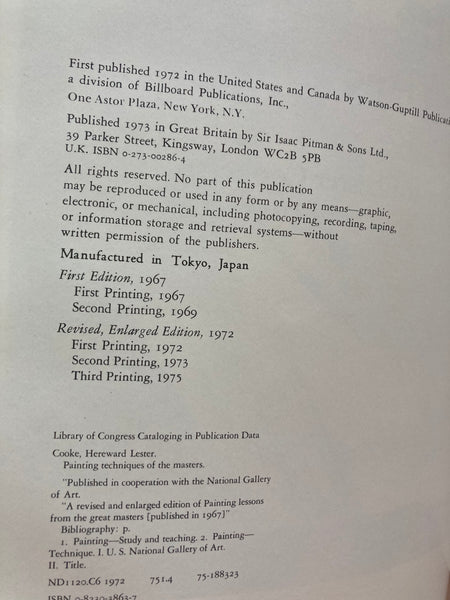 First published 1972 in the United States and Canada by Watson-Guptill
a division of Billboard Publications, Inc.,
One Astor Plaza, New York, N.Y.
Published 1973 in Great Britain by Sir Isaac Pitman & Sons Ltd.,
39 Parker Street, Kingsway, London WC2B 5PB
U.K. ISBN 0-273-00286-4
All rights reserved. No part of this publication
may be reproduced or used in any form or by any means—graphic,
electronic, or mechanical, including photocopying, recording, taping,
or information storage and retrieval systems—without
written permission of the publishers.
Manufactured in Tokyo, Japan
First Edition, 1967
First Printing, 1967
Second Printing, 1969
Revised, Enlarged Edition, 1972
First Printing, 1972
Second Printing, 1973
Third Printing, 1975
Library of Congress Cataloging in Publication Data
Cooke, Hereward Lester.
Painting techniques of the masters.
"Published in cooperation with the National Gallery
of Art.
"A revised and enlarged edition of Painting lessons
from the great masters [published in 1967]"
Bibliography: p.
1. Painting—Study and teaching. 2. Painting—
Technique. I. U. S. National Gallery of Art.
II. Title.
ND1120.C6 1972 751.4 75-188323
ISBN 0-8230-3863-7